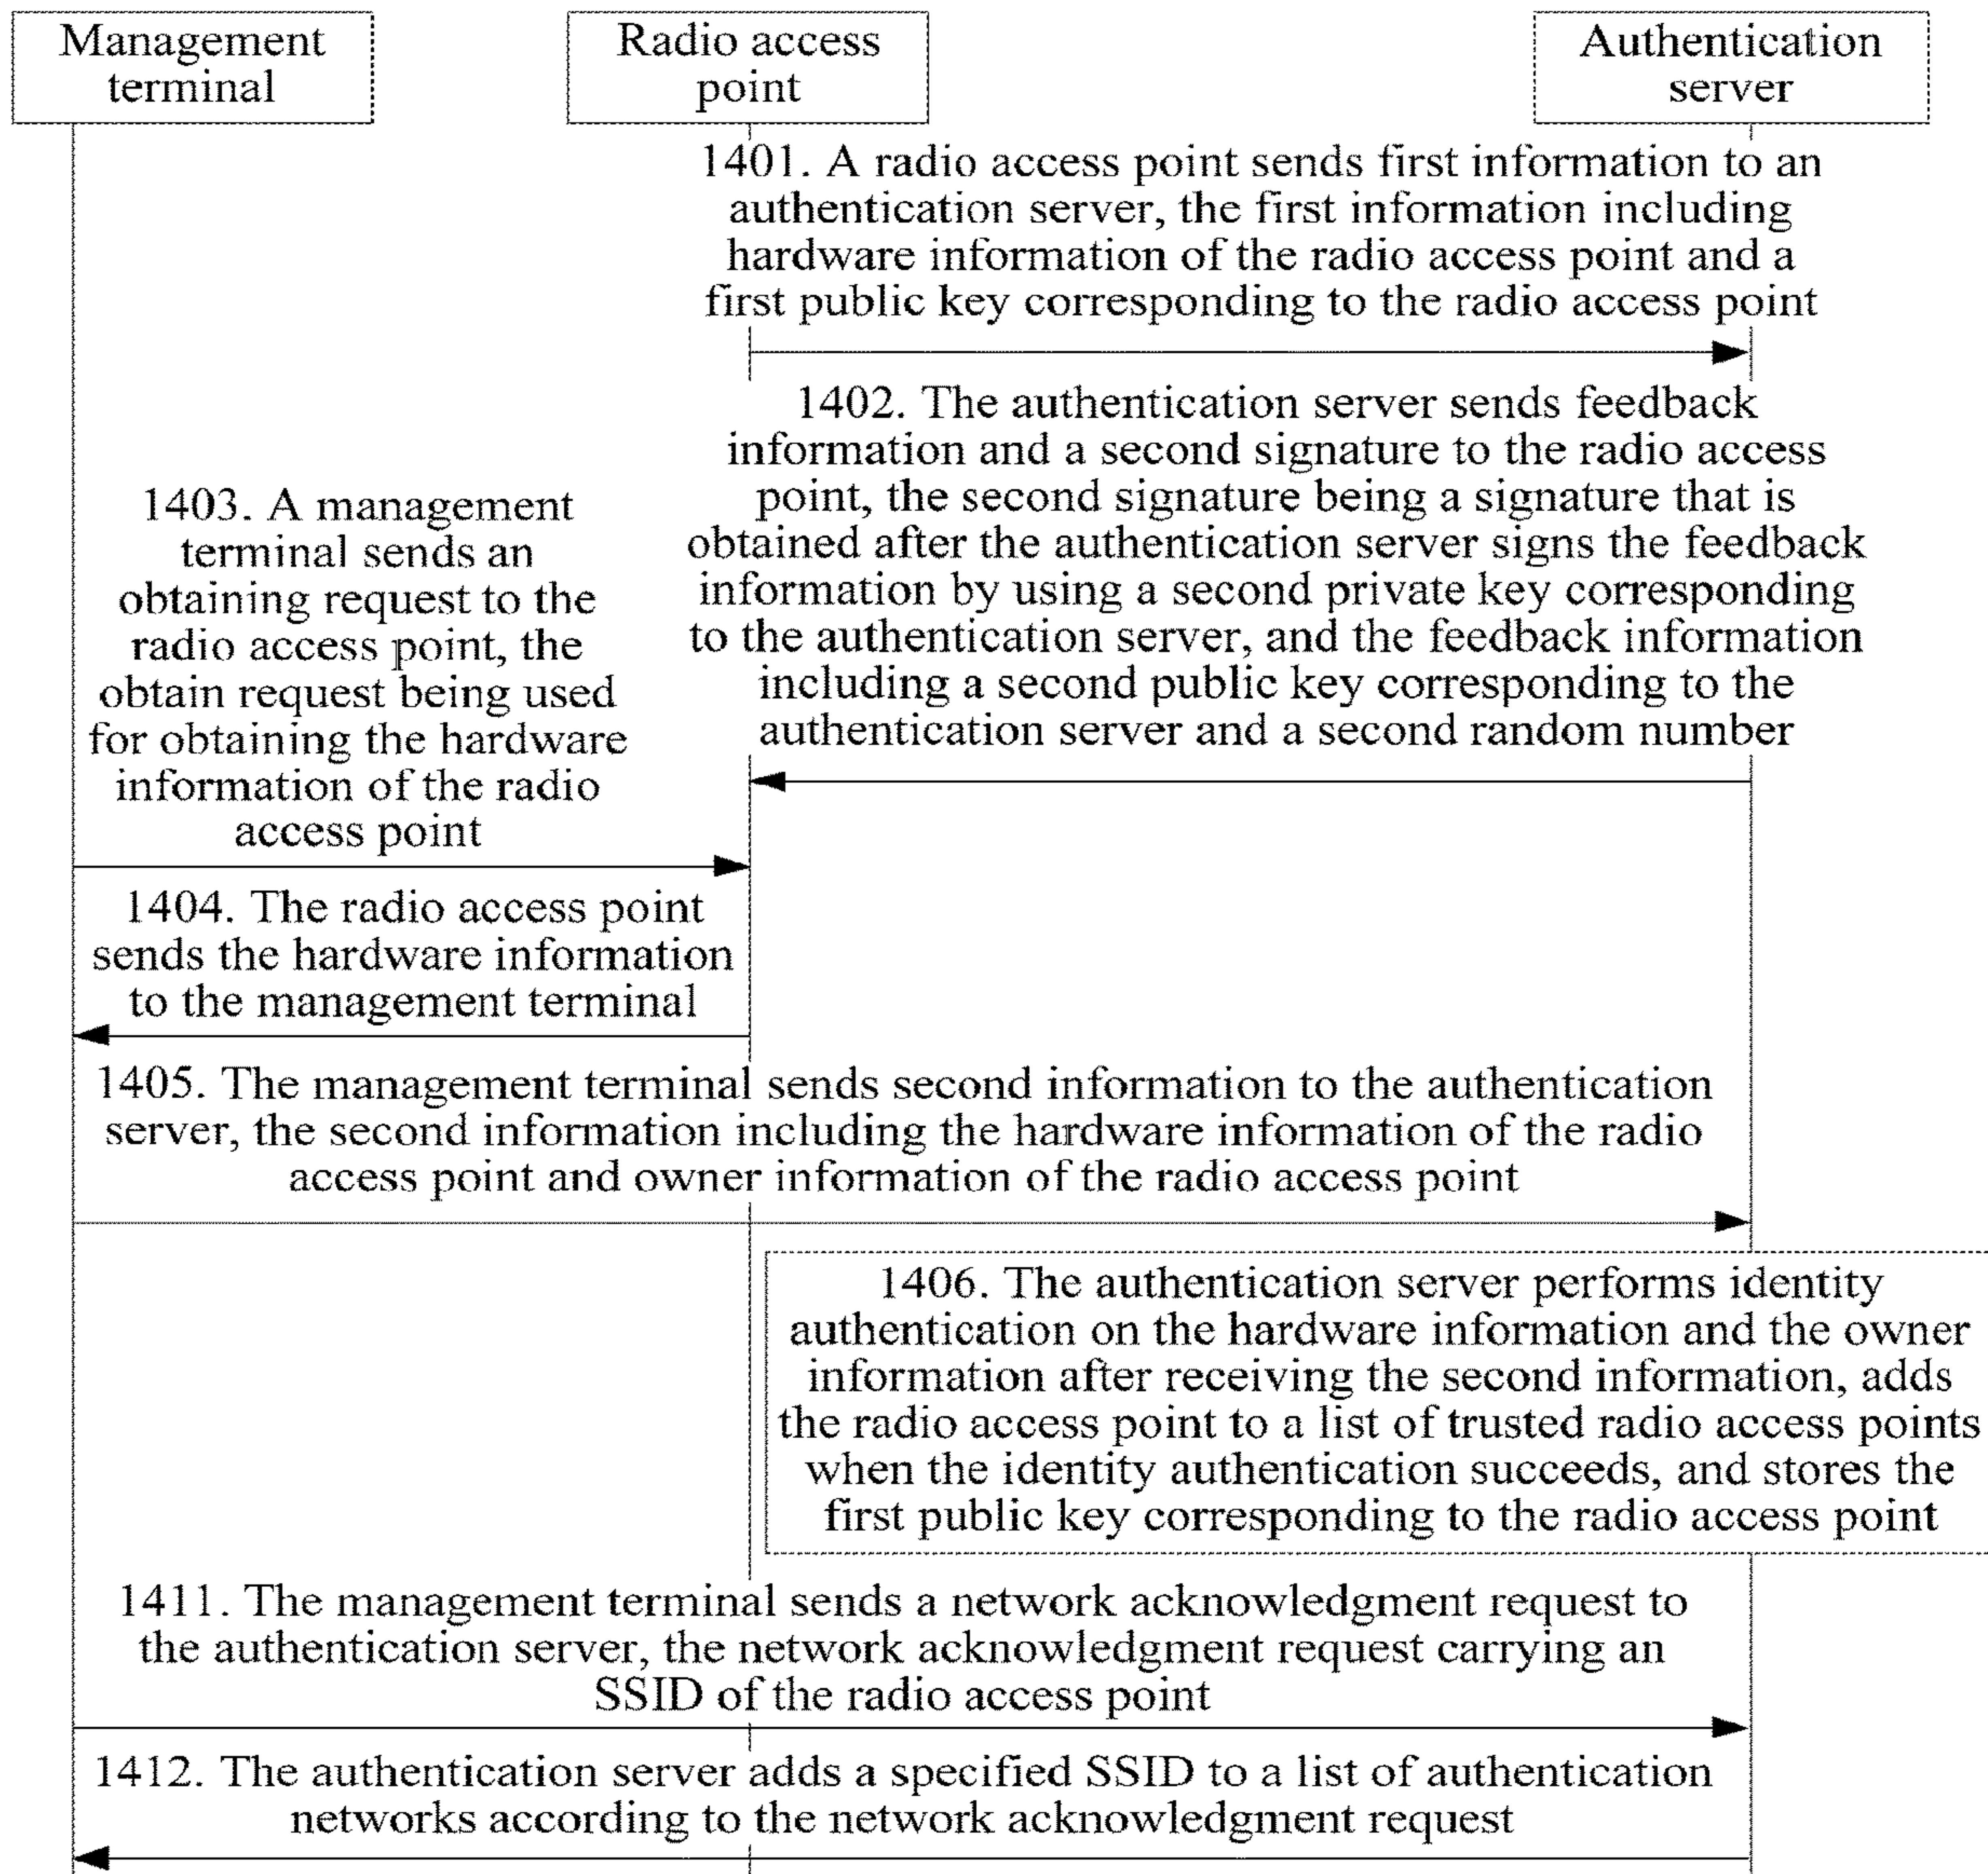 Management
terminal
Radio access
point
Authentication
server
1401. A radio access point sends first information to an
authentication server, the first information including
hardware information of the radio access point and a
first public key corresponding to the radio access point
1402. The authentication server sends feedback
information and a second signature to the radio access
point, the second signature being a signature that is
obtained after the authentication server signs the feedback
information by using a second private key corresponding
to the authentication server, and the feedback information
including a second public key corresponding to the
authentication server and a second random number
1403. A management
terminal sends an
obtaining request to the
radio access point, the
obtain request being used
for obtaining the hardware
information of the radio
access point
1404. The radio access point
sends the hardware information
to the management terminal
1405. The management terminal sends second information to the authentication
server, the second information including the hardware information of the radio
access point and owner information of the radio access point
1406. The authentication server performs identity
authentication on the hardware information and the owner
information after receiving the second information, adds
the radio access point to a list of trusted radio access points
when the identity authentication succeeds, and stores the
first public key corresponding to the radio access point
1411. The management terminal sends a network acknowledgment request to
the authentication server, the network acknowledgment request carrying an
SSID of the radio access point
1412. The authentication server adds a specified SSID to a list of authentication
networks according to the network acknowledgment request